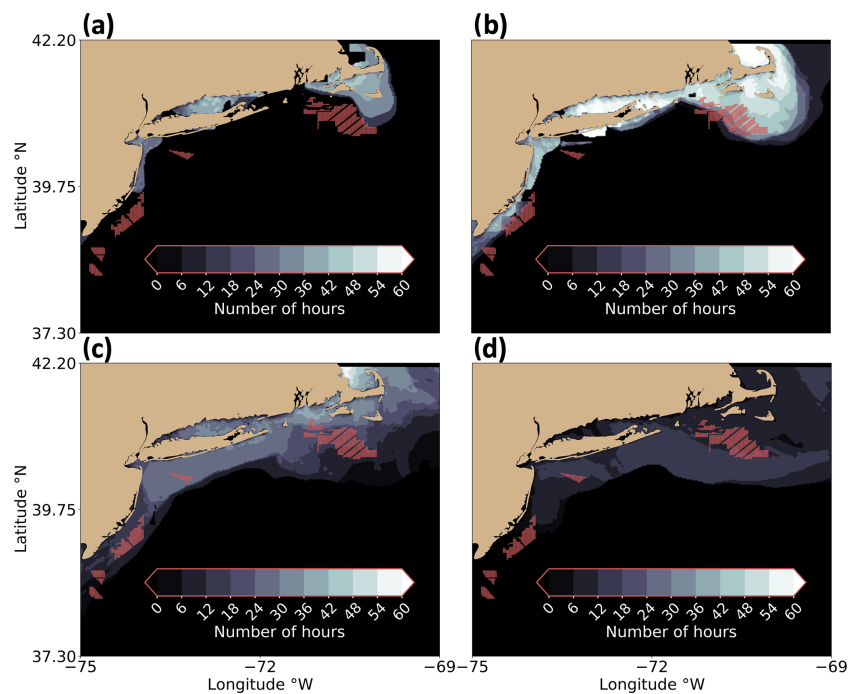 (a) (b)
42.20
39.75
37.30
Latitude °N
0 6 12 18 24 30 36 42 48 54 60
Number of hours
0 6 12 18 24 30 36 42 48 54 60
Number of hours
(c) (d)
42.20
39.75
37.30
Latitude °N
0 6 12 18 24 30 36 42 48 54 60
Number of hours
0 6 12 18 24 30 36 42 48 54 60
Number of hours
−75 −72 −69 −75 −72 −69
Longitude °W Longitude °W